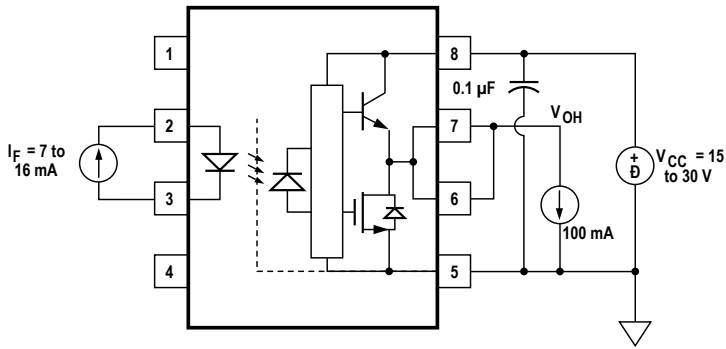 1
8
0.1 µF
2
7
V_OH
I_F = 7 to
16 mA
+
Đ
V_CC = 15
to 30 V
3
6
100 mA
4
5